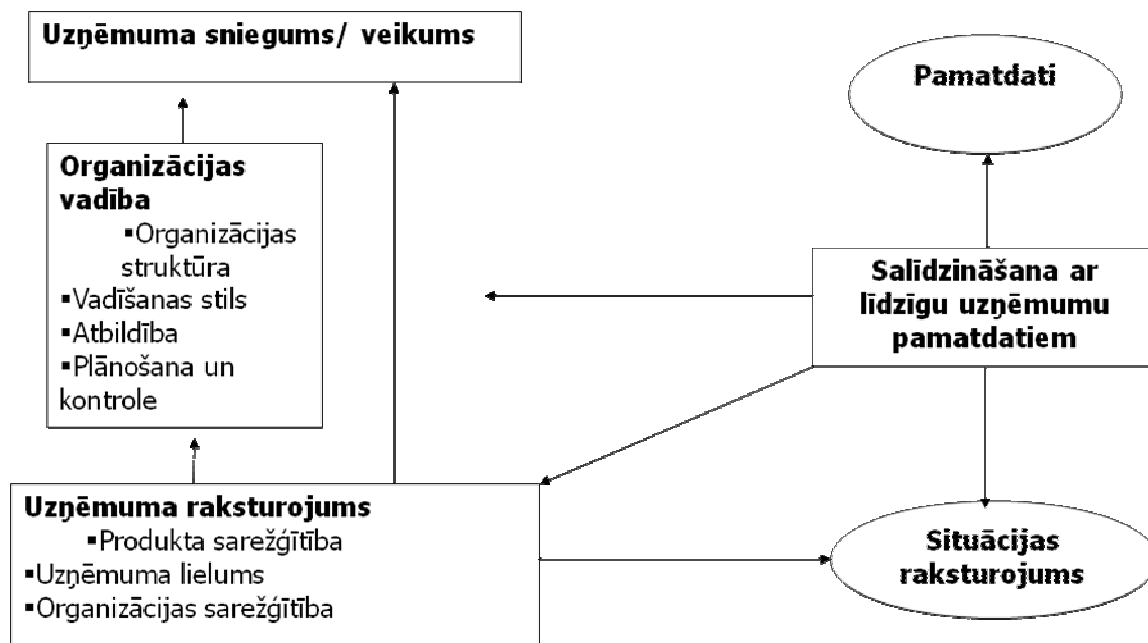 Uzņēmuma sniegums/ veikums
Pamatdati
Organizācijas
vadība
▪Organizācijas
struktūra
▪Vadīšanas stils
▪Atbildība
▪Plānošana un
kontrole
Salīdzināšana ar
līdzīgu uzņēmumu
pamatdatiem
Uzņēmuma raksturojums
▪Produkta sarežģītība
▪Uzņēmuma lielums
▪Organizācijas sarežģītība
Situācijas
raksturojums